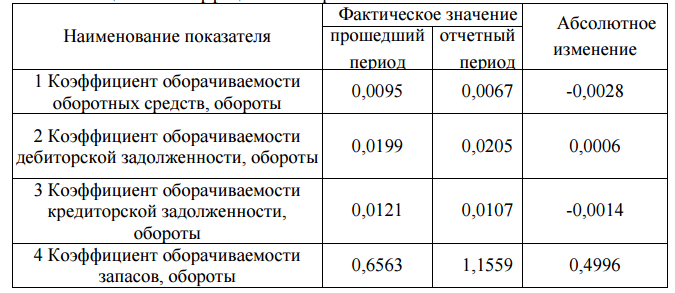 Наименование показателя
Фактическое значение
прошедший
период
отчетный
период
Абсолютное
изменение
1 Коэффициент оборачиваемости
оборотных средств, обороты
0,0095
0,0067
-0,0028
2 Коэффициент оборачиваемости
дебиторской задолженности, обороты
0,0199
0,0205
0,0006
3 Коэффициент оборачиваемости
кредиторской задолженности,
обороты
0,0121
0,0107
-0,0014
4 Коэффициент оборачиваемости
запасов, обороты
0,6563
1,1559
0,4996